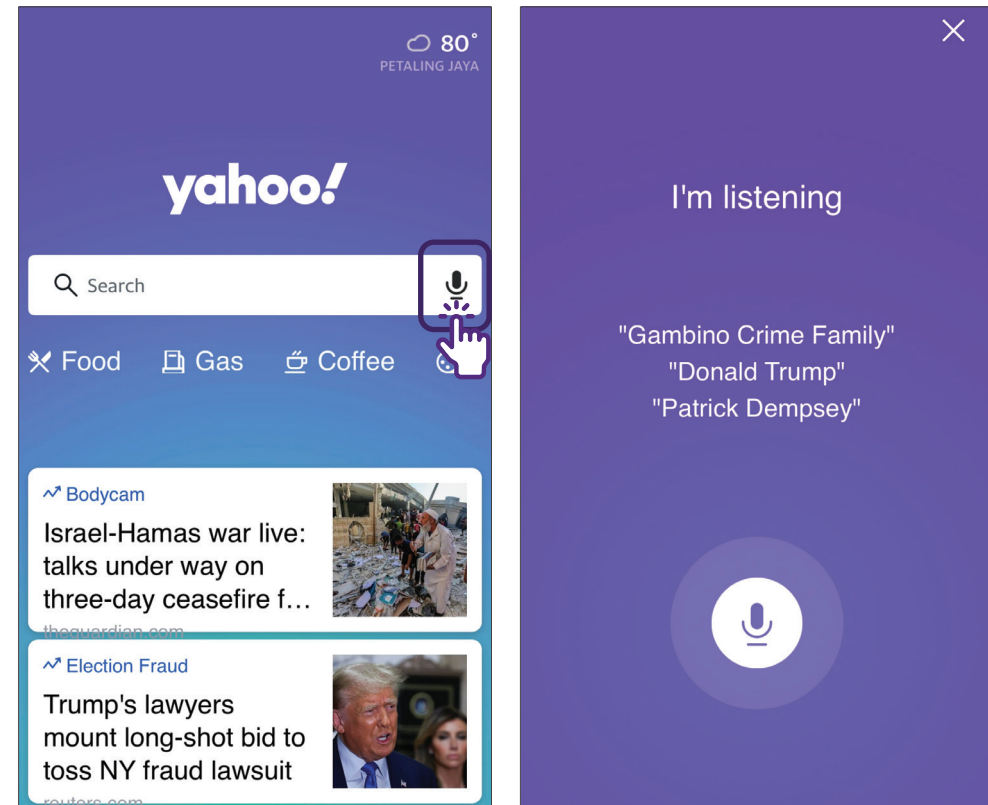 80°
PETALING JAYA
yahoo!
Search
Food Gas Coffee
Bodycam
Israel-Hamas war live:
talks under way on
three-day ceasefire f...
theguardian.com
Election Fraud
Trump's lawyers
mount long-shot bid to
toss NY fraud lawsuit
reuters.com
I'm listening
"Gambino Crime Family"
"Donald Trump"
"Patrick Dempsey"